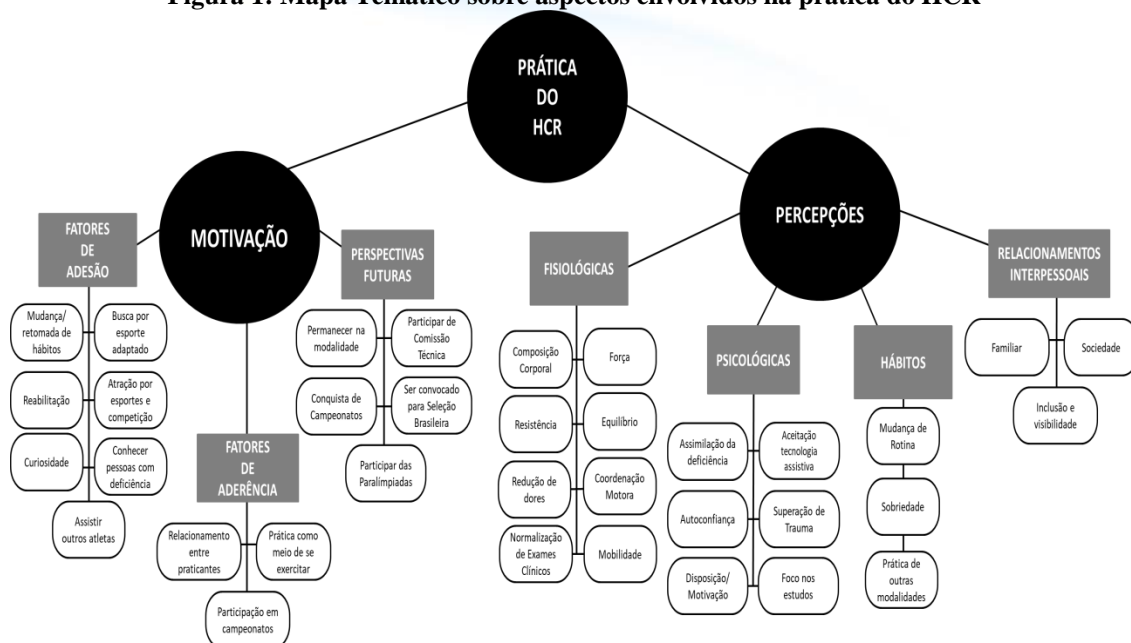 Figura 1: Mapa Temático sobre aspectos envolvidos na prática do HCR
PRÁTICA
DO
HCR
MOTIVAÇÃO
FATORES
DE
ADESÃO
Mudança/
retomada de
hábitos
Busca por
esporte
adaptado
Reabilitação
Atração por
esportes e
competição
Curiosidade
Conhecer
pessoas com
deficiência
Assistir
outros atletas
FATORES
DE
ADERÊNCIA
Relacionamento
entre
praticantes
Prática como
meio de se
exercitar
Participação em
campeonatos
PERSPECTIVAS
FUTURAS
Permanecer na
modalidade
Participar de
Comissão
Técnica
Conquista de
Campeonatos
Ser convocado
para Seleção
Brasileira
Participar das
Paralímpiadas
PERCEPÇÕES
FISIOLÓGICAS
Composição
Corporal
Força
Resistência
Equilíbrio
Redução de
dores
Coordenação
Motora
Normalização
de Exames
Clínicos
Mobilidade
PSICOLÓGICAS
Assimilação da
deficiência
Aceitação
tecnologia
assistiva
Autoconfiança
Superação de
Trauma
Disposição/
Motivação
Foco nos
estudos
HÁBITOS
Mudança de
Rotina
Sobriedade
Prática de
outras
modalidades
RELACIONAMENTOS
INTERPESSOAIS
Familiar
Sociedade
Inclusão e
visibilidade